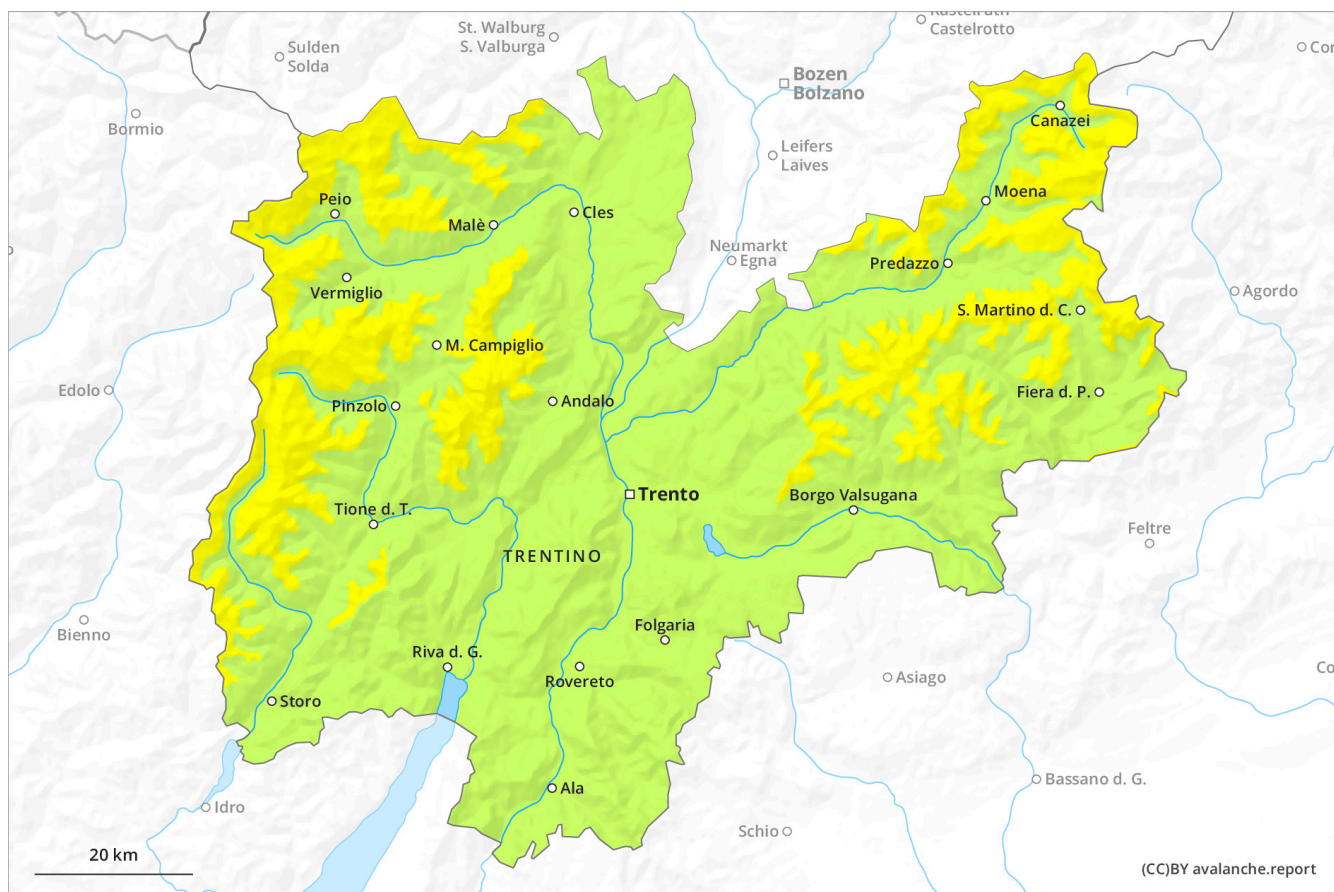 St. Walburg
S. Valburga
Castelrotto
Sulden
Solda
Bozen
Bolzano
Bormio
Canazei
Leifers
Laives
Peio
Moena
Malè
Cles
Neumarkt
Egna
Predazzo
Vermiglio
Agordo
S. Martino d. C.
M. Campiglio
Edolo
Fiera d. P.
Pinzolo
Andalo
Trento
Borgo Valsugana
Tione d. T.
Feltre
TRENTINO
Bienno
Folgaria
Riva d. G.
Asiago
Rovereto
Storo
Bassano d. G.
Ala
Idro
Schio
20 km
(CC)BY avalanche.report